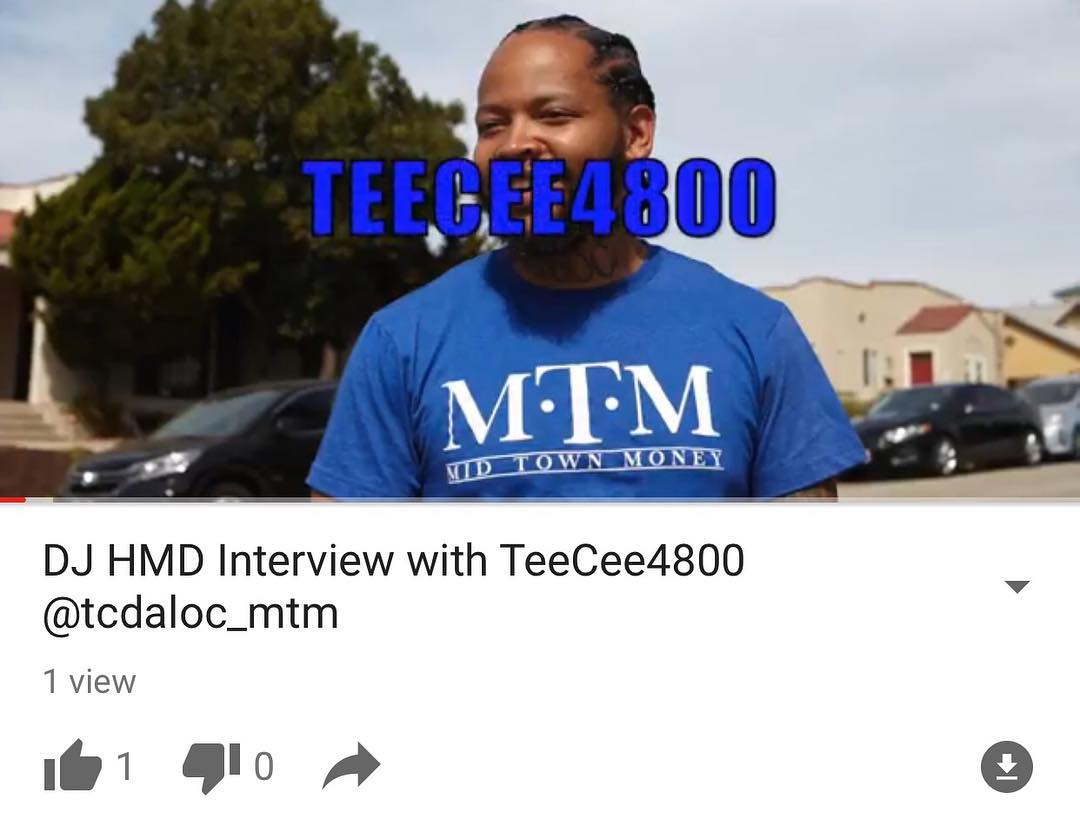 TEECEE4800
M·T·M
MID TOWN MONEY
DJ HMD Interview with TeeCee4800
@tcdaloc_mtm
1 view
1
0